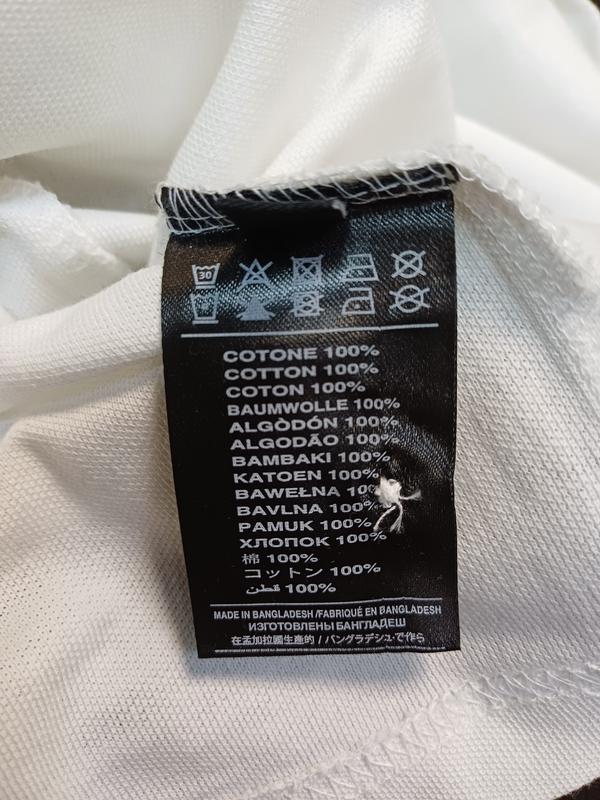 30
COTONE 100%
COTTON 100%
COTON 100%
BAUMWOLLE 100%
ALGÒDÓN 100%
ALGODÃO 100%
BAMBAKI 100%
KATOEN 100%
BAWEŁNA 10
BAVLNA 100%
PAMUK 100%
ХЛОПОК 100%
棉 100%
コットン 100%
قطن 100%
MADE IN BANGLADESH /FABRIQUÉ EN BANGLADESH
ИЗГОТОВЛЕНЫ БАНГЛАДЕШ
在孟加拉國生產的 / バングラデシュで作ら